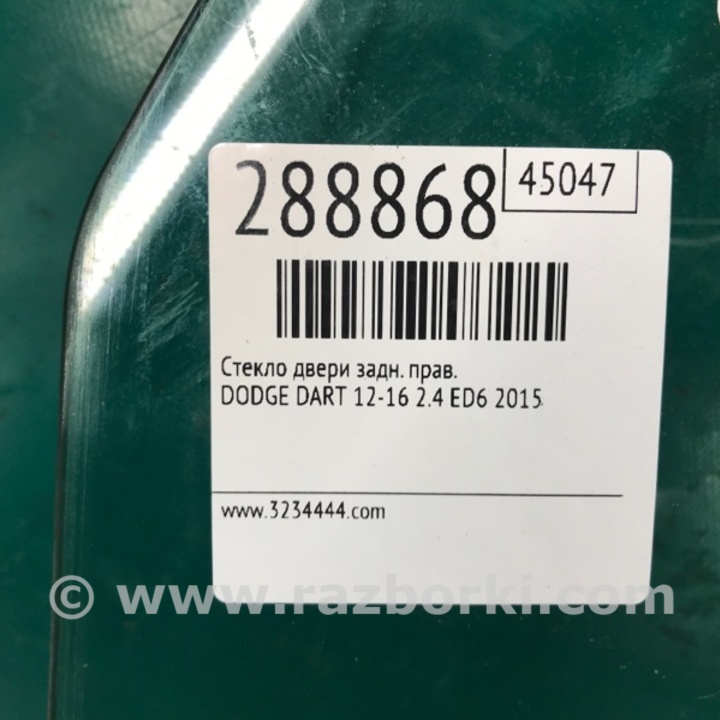 288868
45047
Стекло двери задн. прав.
DODGE DART 12-16 2.4 ED6 2015
www.3234444.com
© www.razborki.com